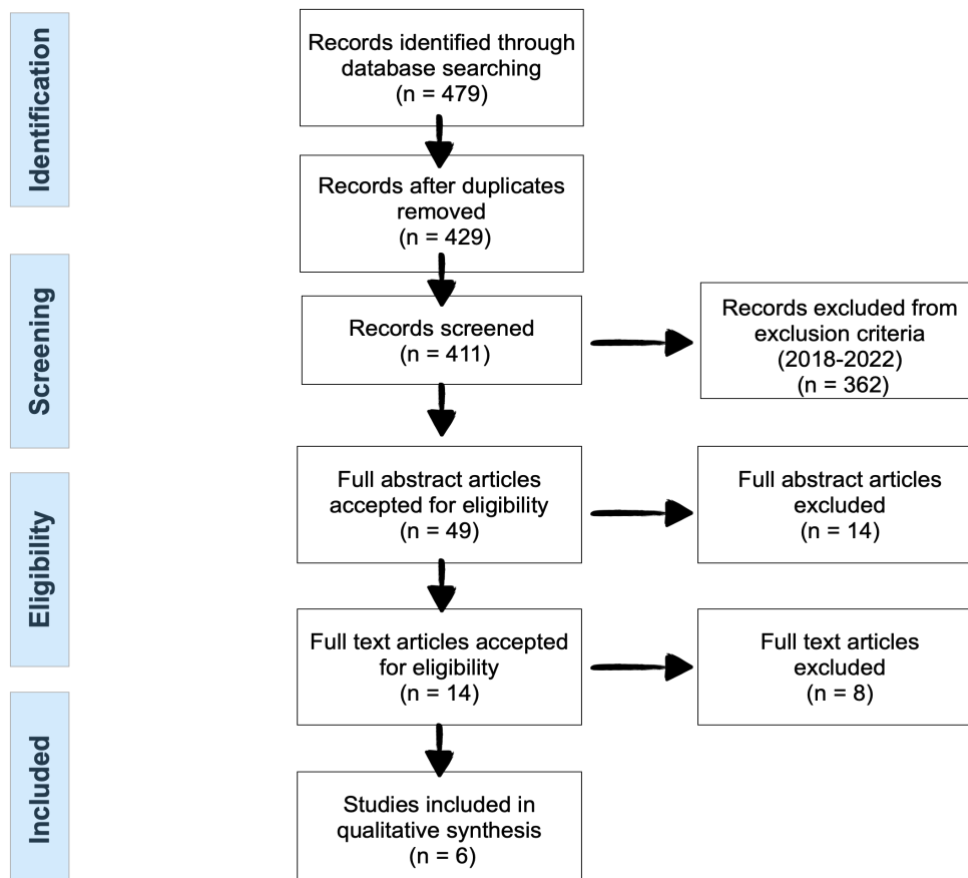 Identification
Records identified through
database searching
(n = 479)
Records after duplicates
removed
(n = 429)
Screening
Records screened
(n = 411)
Records excluded from
exclusion criteria
(2018-2022)
(n = 362)
Eligibility
Full abstract articles
accepted for eligibility
(n = 49)
Full abstract articles
excluded
(n = 14)
Full text articles accepted
for eligibility
(n = 14)
Full text articles
excluded
(n = 8)
Included
Studies included in
qualitative synthesis
(n = 6)